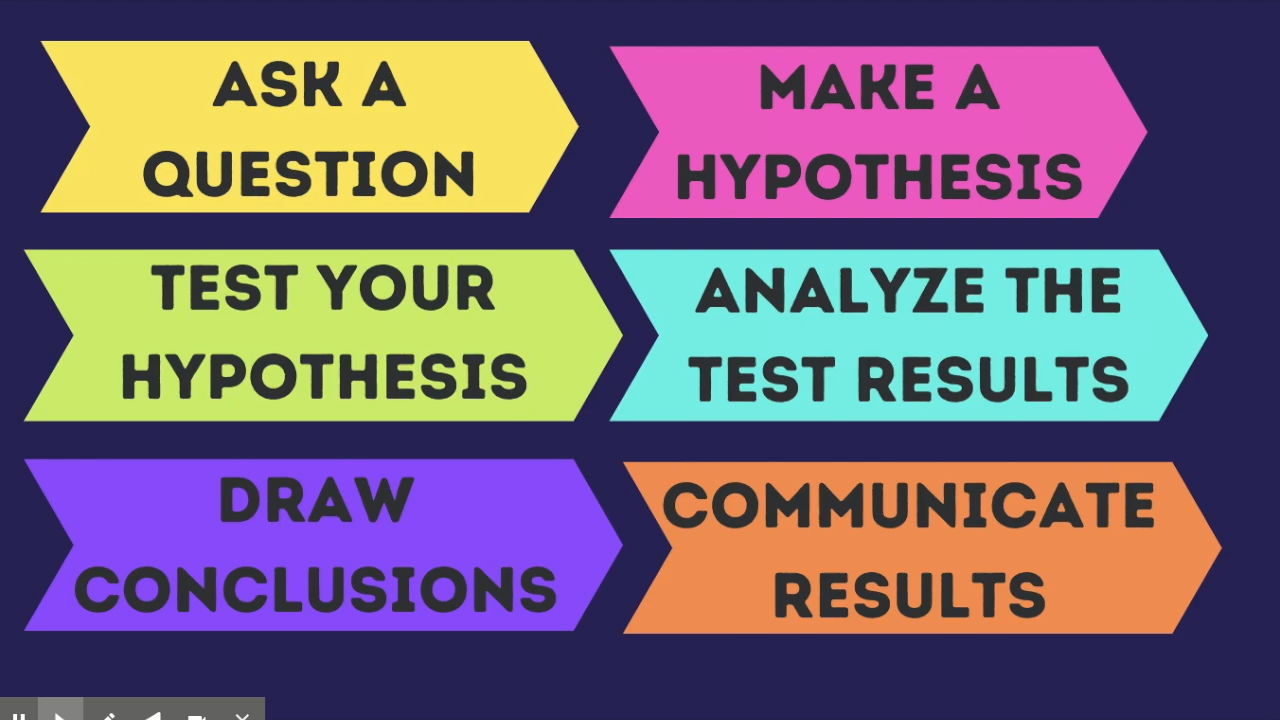 ASK A
QUESTION
MAKE A
HYPOTHESIS
TEST YOUR
HYPOTHESIS
ANALYZE THE
TEST RESULTS
DRAW
CONCLUSIONS
COMMUNICATE
RESULTS